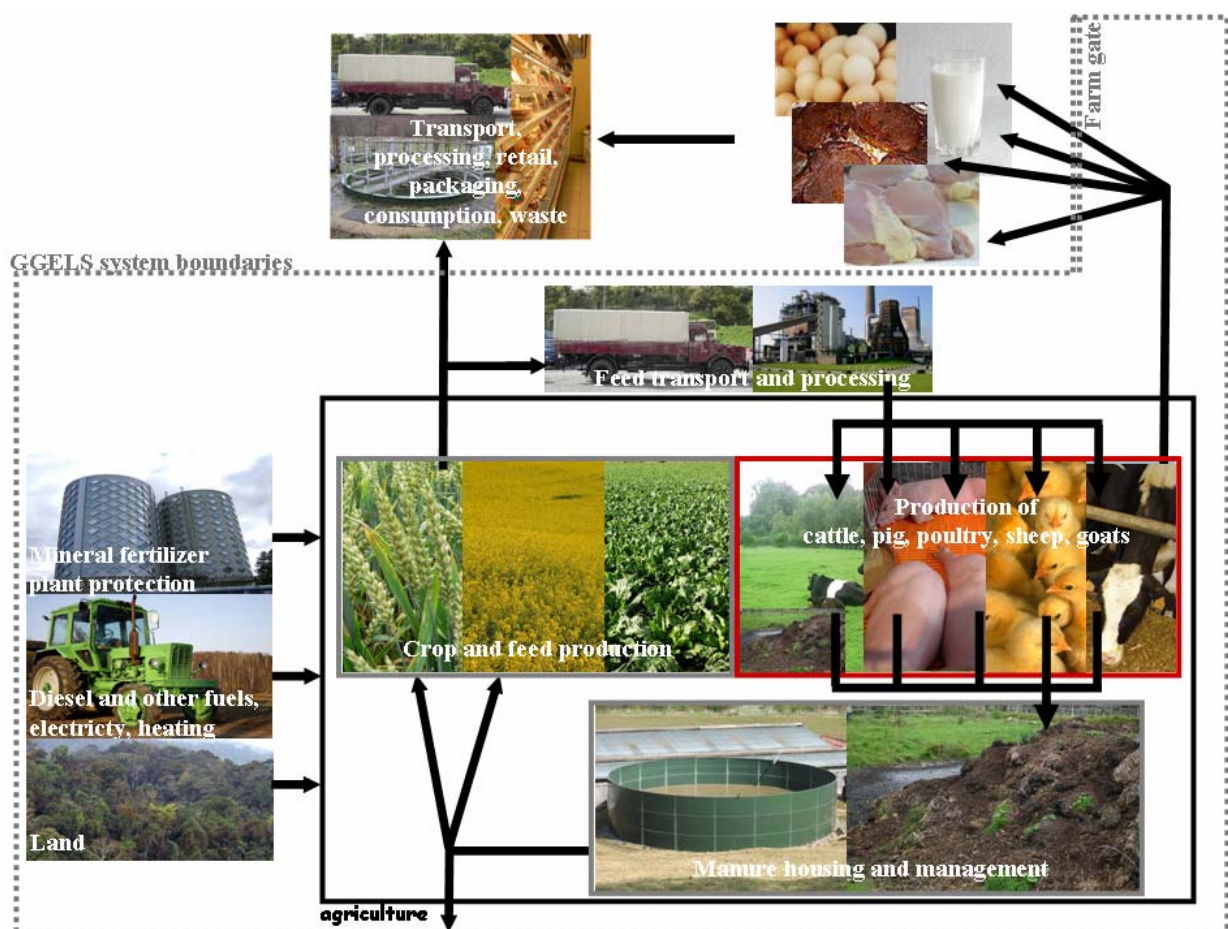 Farm gate
Transport,
processing, retail,
packaging,
consumption, waste
GGELS system boundaries
Feed transport and processing
Mineral fertilizer
plant protection
Production of
cattle, pig, poultry, sheep, goats
Crop and feed production
Diesel and other fuels,
electricty, heating
Land
Manure housing and management
agriculture